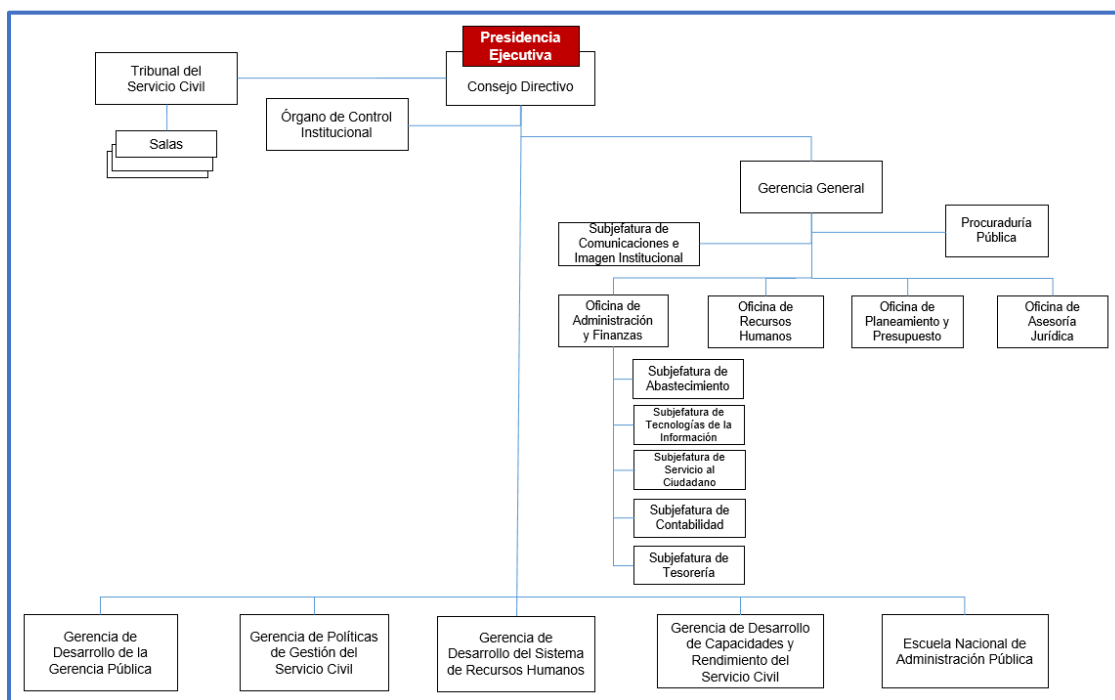 Presidencia
Ejecutiva
Consejo Directivo
Tribunal del
Servicio Civil
Salas
Órgano de Control
Institucional
Gerencia General
Subjefatura de
Comunicaciones e
Imagen Institucional
Procuraduría
Pública
Oficina de
Administración
y Finanzas
Oficina de
Recursos
Humanos
Oficina de
Planeamiento y
Presupuesto
Oficina de
Asesoría
Jurídica
Subjefatura de
Abastecimiento
Subjefatura de
Tecnologías de la
Información
Subjefatura de
Servicio al
Ciudadano
Subjefatura de
Contabilidad
Subjefatura de
Tesorería
Gerencia de
Desarrollo de la
Gerencia Pública
Gerencia de Políticas
de Gestión del
Servicio Civil
Gerencia de
Desarrollo del Sistema
de Recursos Humanos
Gerencia de Desarrollo
de Capacidades y
Rendimiento del
Servicio Civil
Escuela Nacional de
Administración Pública